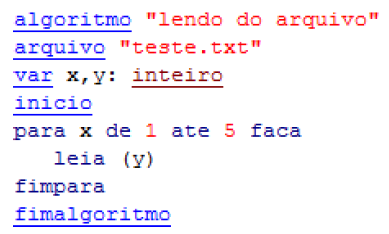 algoritmo "lendo do arquivo"
arquivo "teste.txt"
var x,y: inteiro
inicio
para x de 1 ate 5 faca
   leia (y)
fimpara
fimalgoritmo